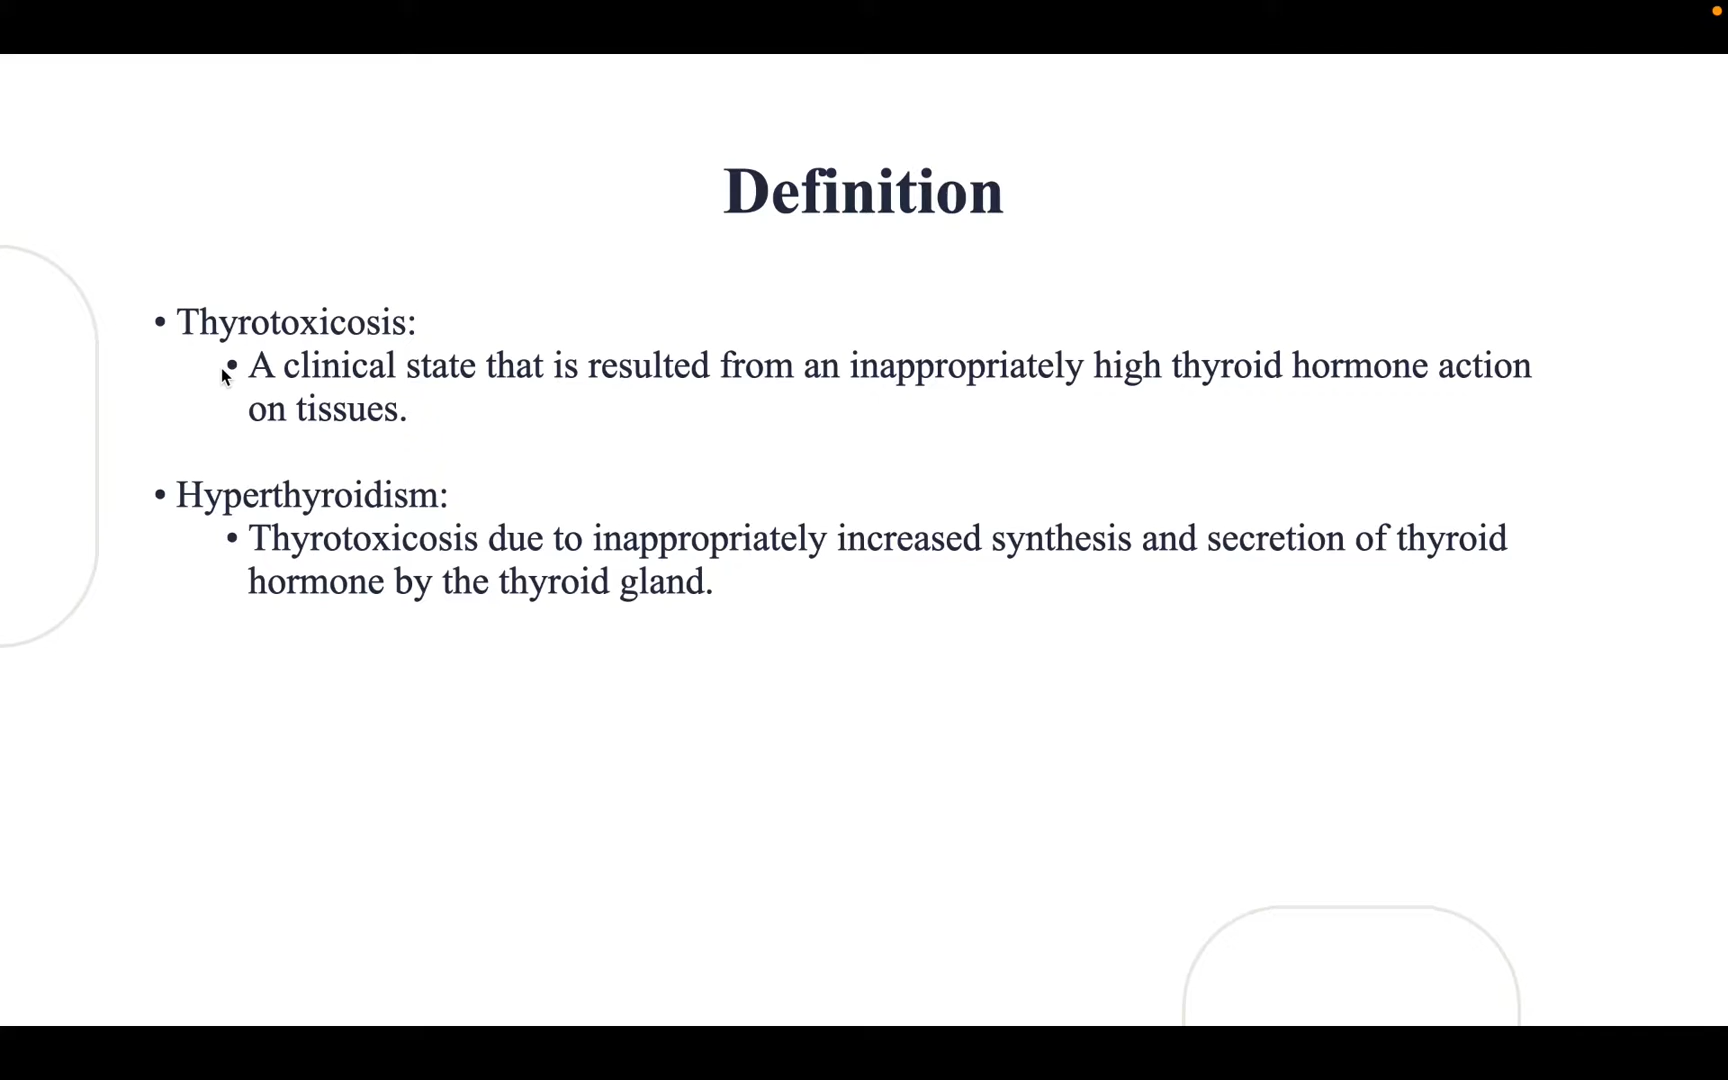 Definition
• Thyrotoxicosis:
• A clinical state that is resulted from an inappropriately high thyroid hormone action
on tissues.
• Hyperthyroidism:
• Thyrotoxicosis due to inappropriately increased synthesis and secretion of thyroid
hormone by the thyroid gland.